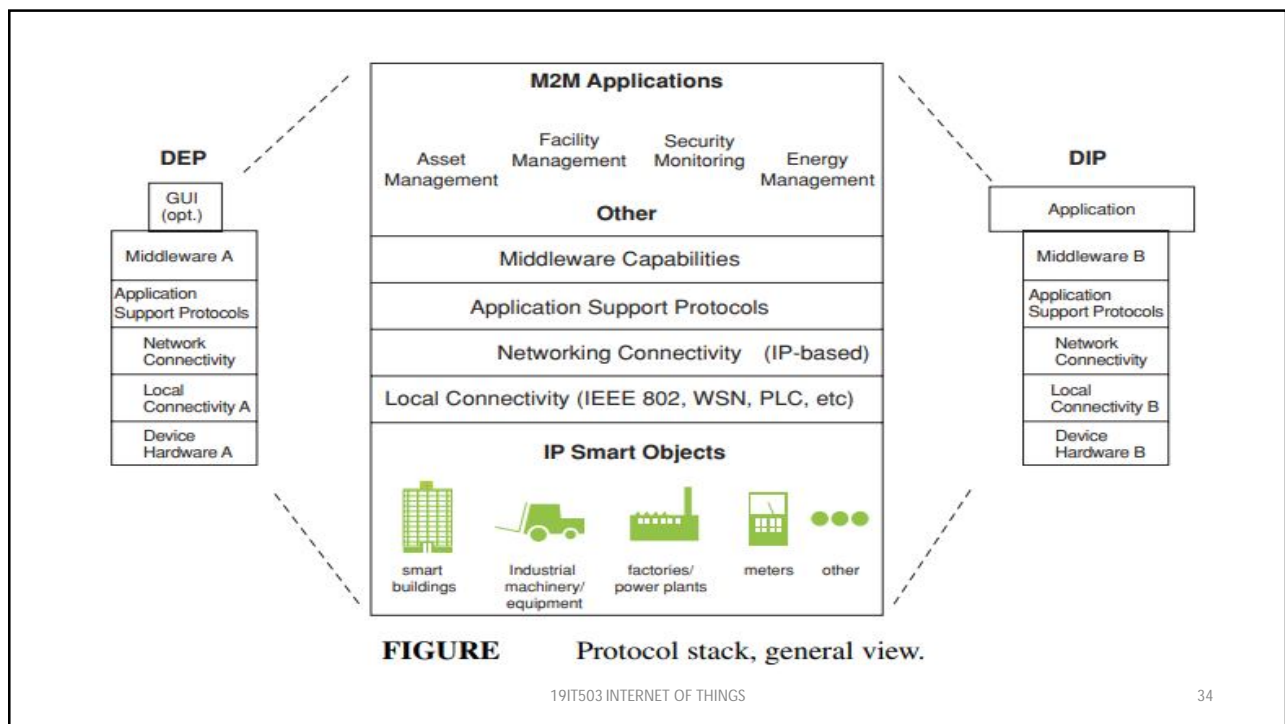 DEP
GUI
(opt.)
Middleware A
Application
Support Protocols
Network
Connectivity
Local
Connectivity A
Device
Hardware A
M2M Applications
Asset
Management
Facility
Management
Security
Monitoring
Energy
Management
Other
Middleware Capabilities
Application Support Protocols
Networking Connectivity (IP-based)
Local Connectivity (IEEE 802, WSN, PLC, etc)
IP Smart Objects
smart
buildings
Industrial
machinery/
equipment
factories/
power plants
meters
other
DIP
Application
Middleware B
Application
Support Protocols
Network
Connectivity
Local
Connectivity B
Device
Hardware B
FIGURE Protocol stack, general view.
19IT503 INTERNET OF THINGS
34